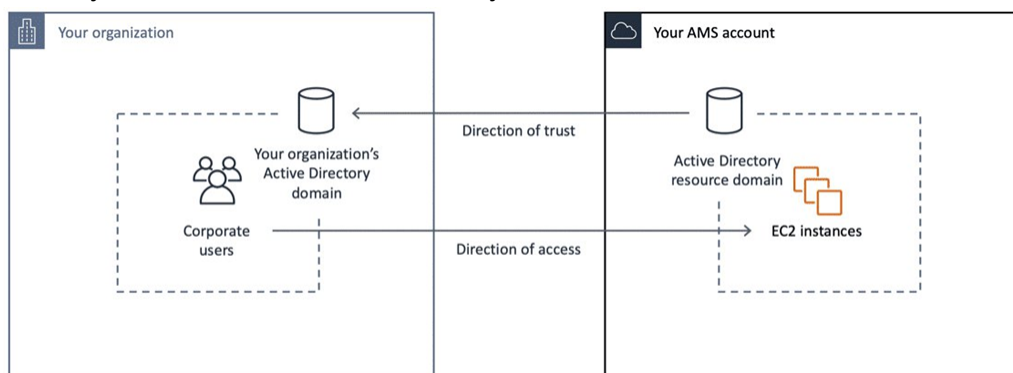 Your organization
Your AMS account
Direction of trust
Your organization's
Active Directory
domain
Active Directory
resource domain
Corporate
users
EC2 instances
Direction of access